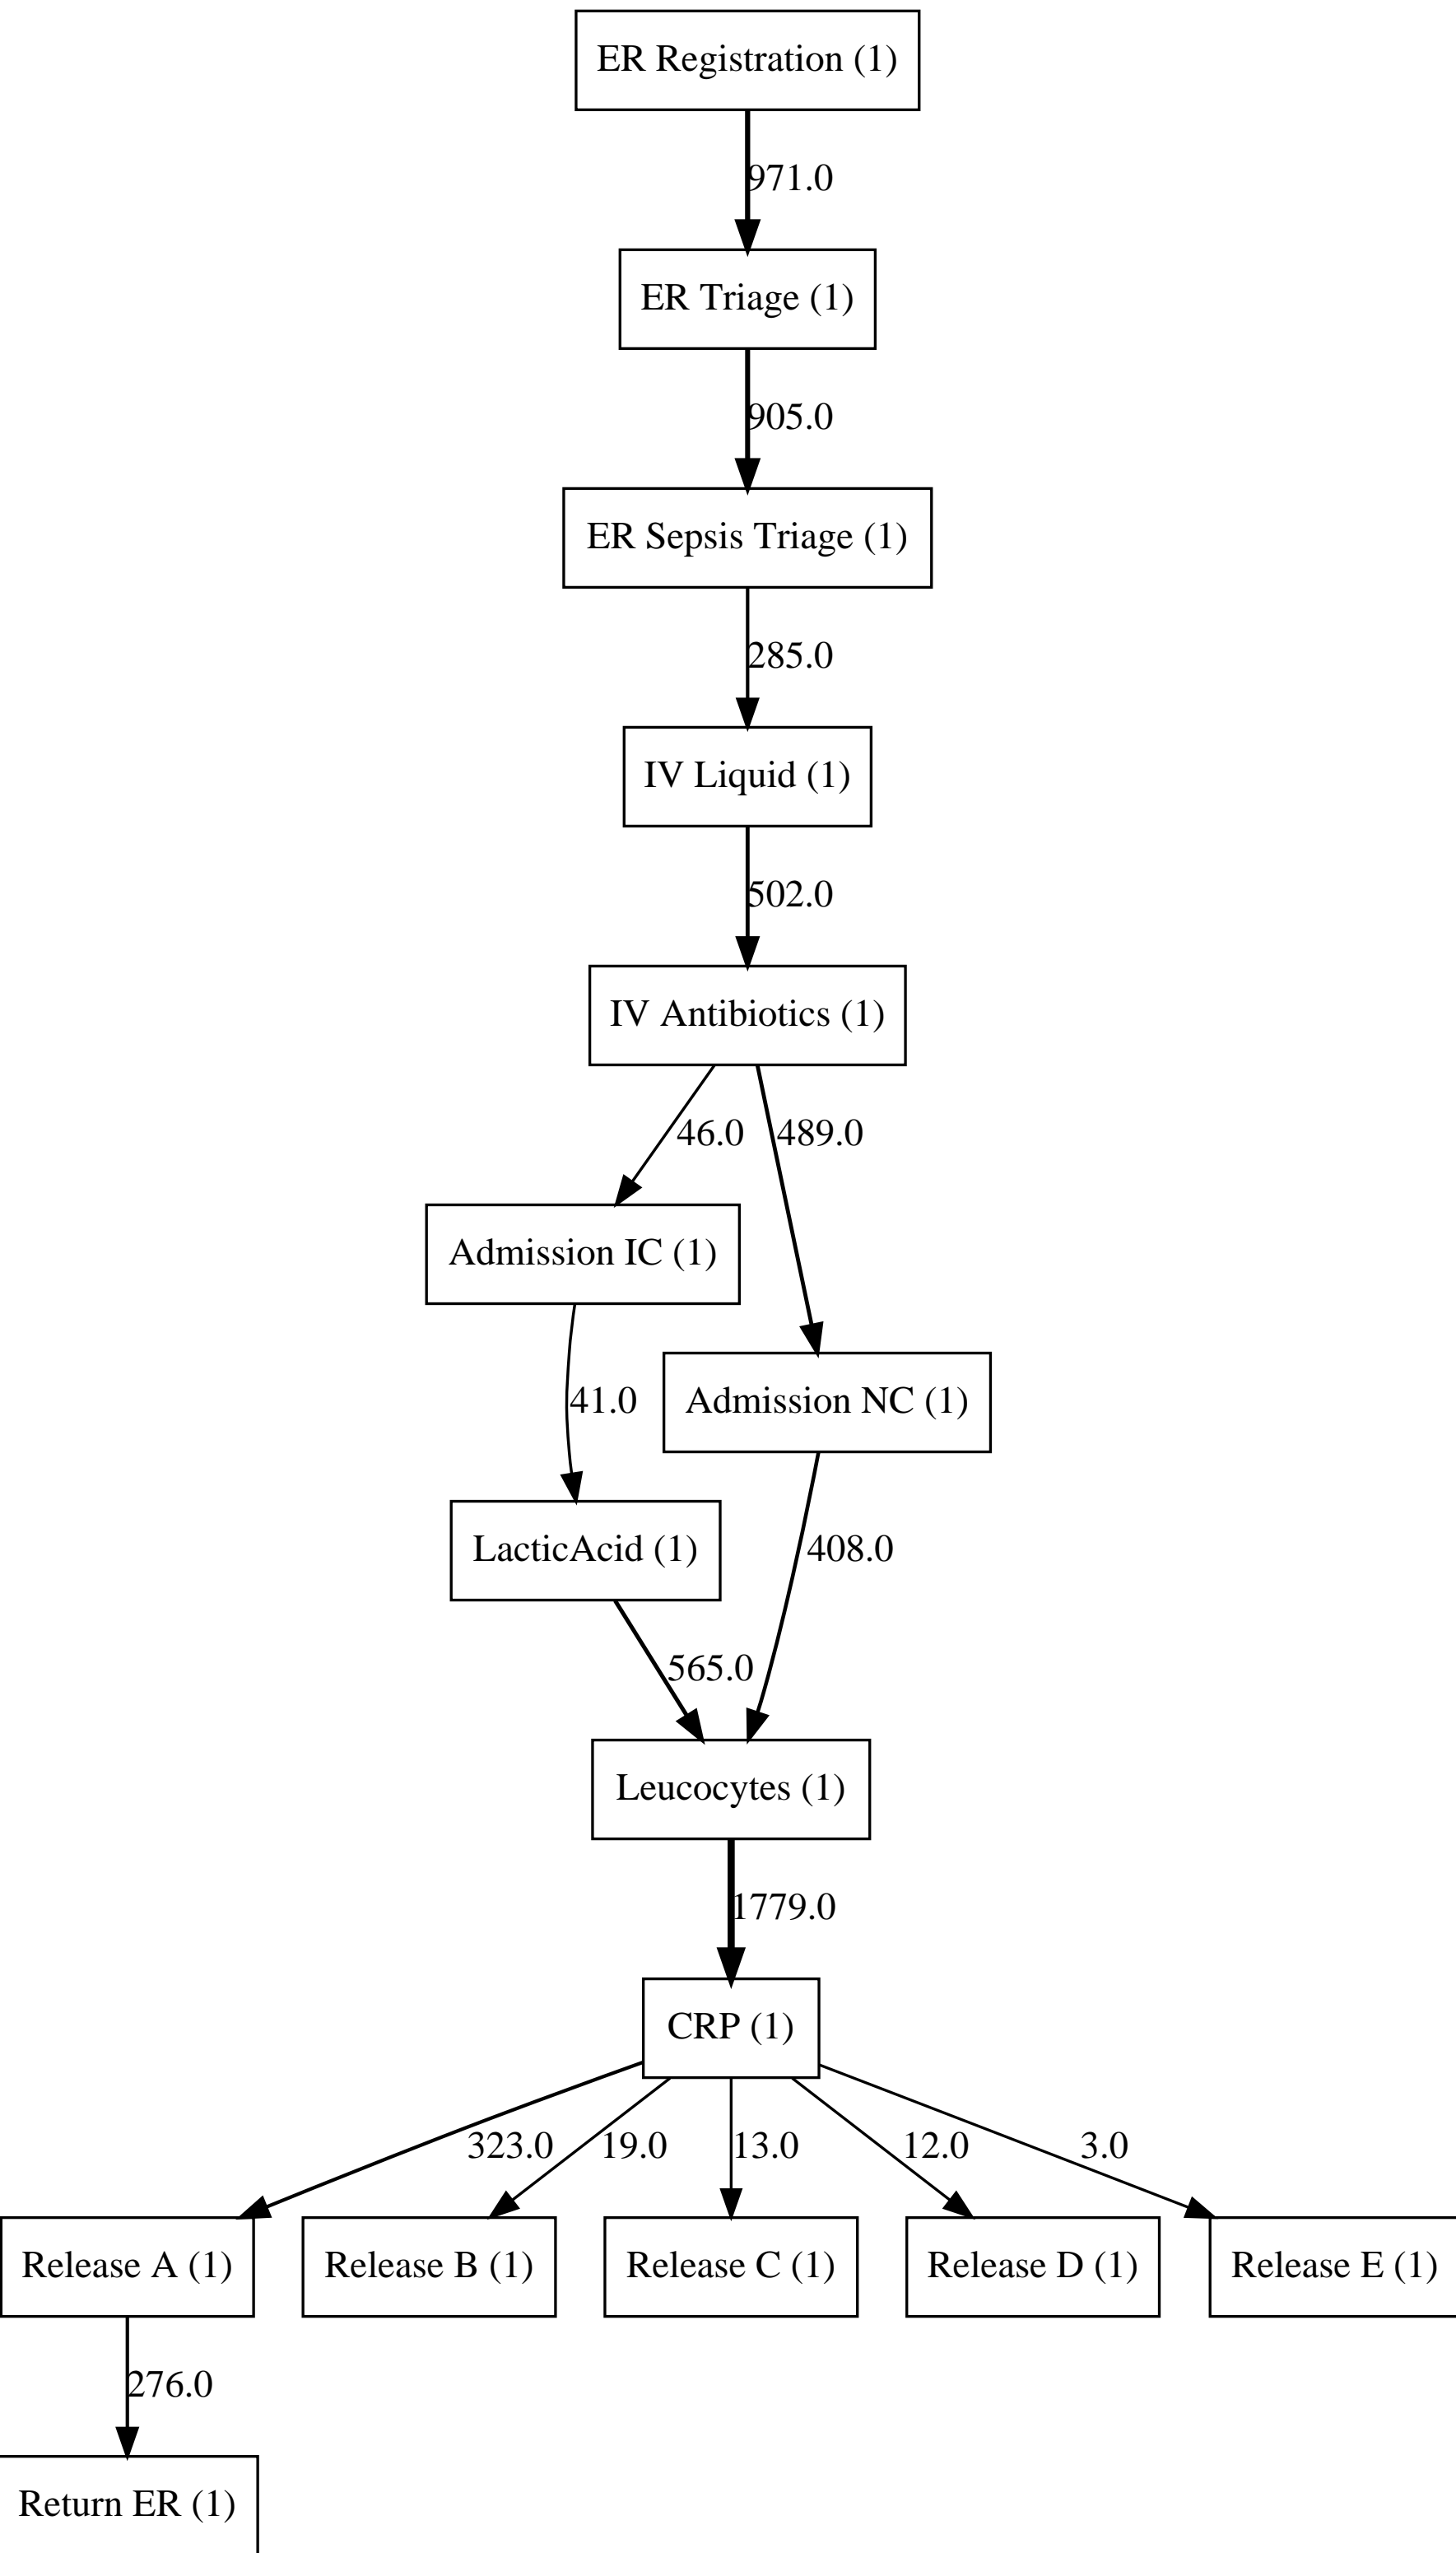 ER Registration (1)
971.0
ER Triage (1)
905.0
ER Sepsis Triage (1)
285.0
IV Liquid (1)
502.0
IV Antibiotics (1)
46.0
489.0
Admission IC (1)
41.0
Admission NC (1)
LacticAcid (1)
408.0
565.0
Leucocytes (1)
1779.0
CRP (1)
323.0
19.0
13.0
12.0
3.0
Release A (1)
Release B (1)
Release C (1)
Release D (1)
Release E (1)
276.0
Return ER (1)